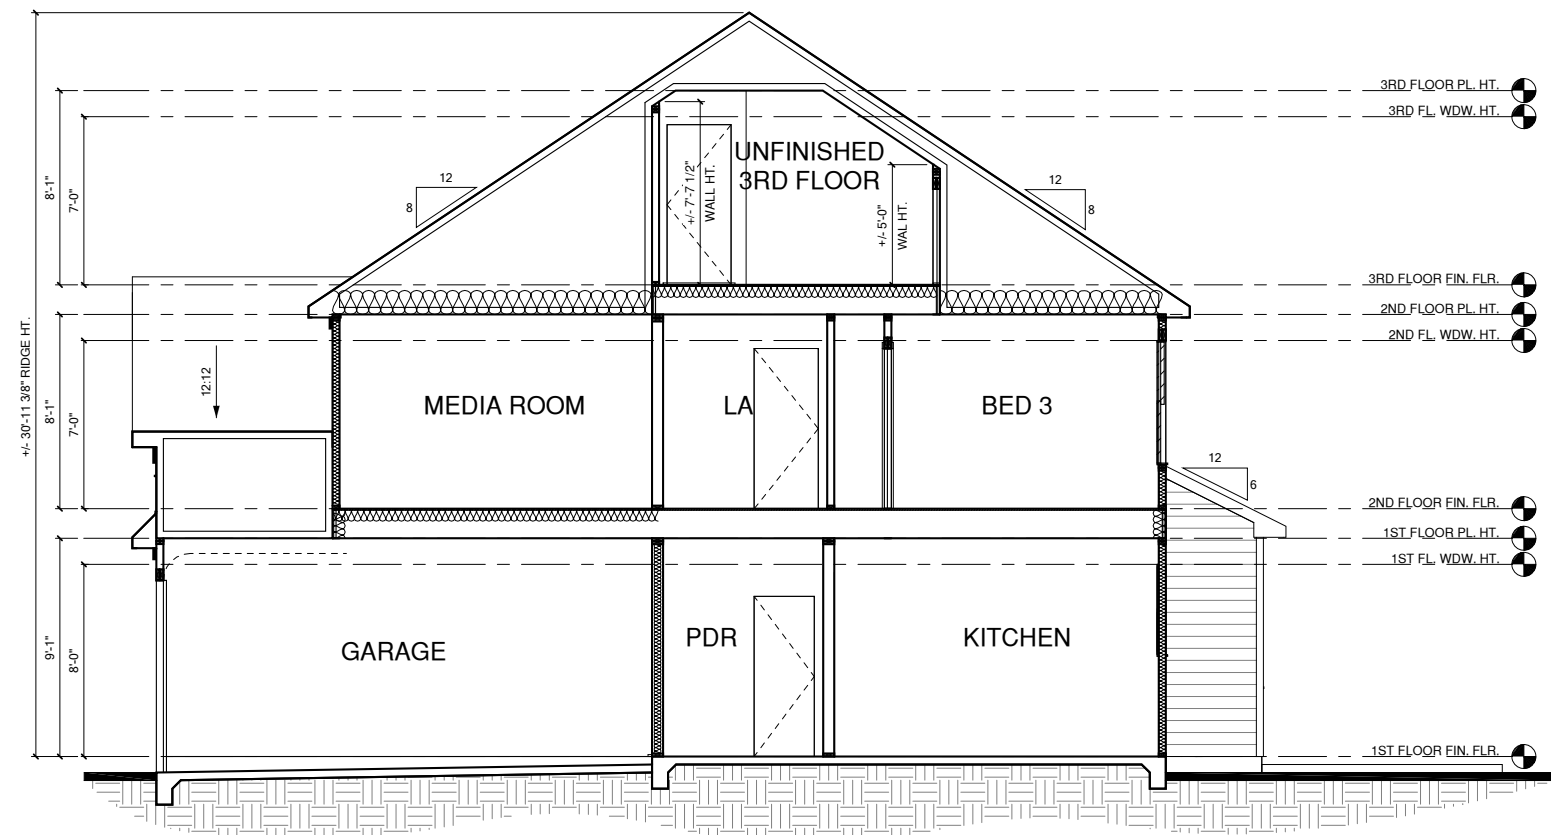 3RD FLOOR PL. HT.
3RD FL. WDW. HT.
UNFINISHED
3RD FLOOR
+/- 7'-7 1/2"
WALL HT.
+/- 5'-0"
WAL HT.
12
8
12
8
8'-1"
7'-0"
3RD FLOOR FIN. FLR.
2ND FLOOR PL. HT.
2ND FL. WDW. HT.
+/- 30'-11 3/8" RIDGE HT.
8'-1"
7'-0"
12:12
MEDIA ROOM
LA
BED 3
12
6
2ND FLOOR FIN. FLR.
1ST FLOOR PL. HT.
1ST FL. WDW. HT.
9'-1"
8'-0"
GARAGE
PDR
KITCHEN
1ST FLOOR FIN. FLR.